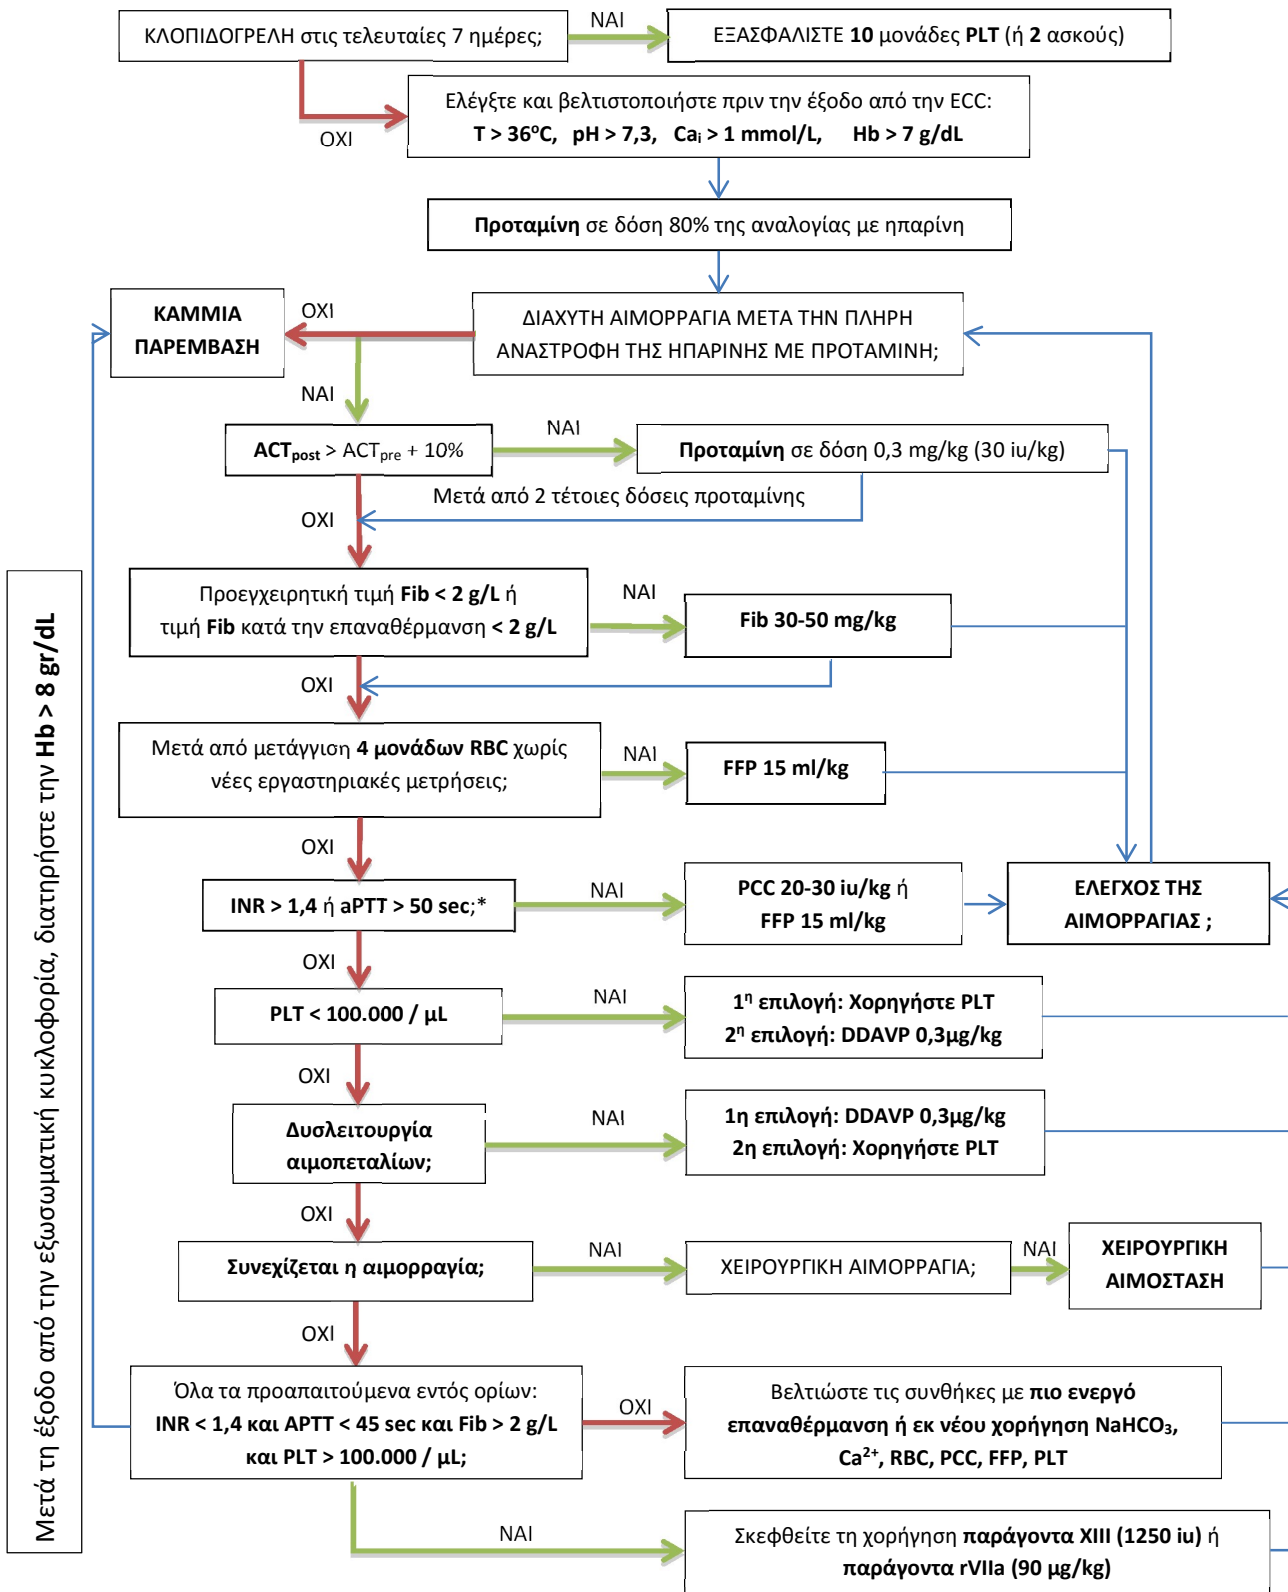 ΚΛΟΠΙΔΟΓΡΕΛΗ στις τελευταίες 7 ημέρες;
ΝΑΙ
ΕΞΑΣΦΑΛΙΣΤΕ 10 μονάδες PLT (ή 2 ασκούς)
ΟΧΙ
Ελέγξτε και βελτιστοποιήστε πριν την έξοδο από την ECC:
T > 36°C, pH > 7,3, Caᵢ > 1 mmol/L, Hb > 7 g/dL
Προταμίνη σε δόση 80% της αναλογίας με ηπαρίνη
ΚΑΜΜΙΑ
ΠΑΡΕΜΒΑΣΗ
ΟΧΙ
ΔΙΑΧΥΤΗ ΑΙΜΟΡΡΑΓΙΑ ΜΕΤΑ ΤΗΝ ΠΛΗΡΗ
ΑΝΑΣΤΡΟΦΗ ΤΗΣ ΗΠΑΡΙΝΗΣ ΜΕ ΠΡΟΤΑΜΙΝΗ;
ΝΑΙ
ACTpost > ACTpre + 10%
ΝΑΙ
Προταμίνη σε δόση 0,3 mg/kg (30 iu/kg)
Μετά από 2 τέτοιες δόσεις προταμίνης
ΟΧΙ
Προεγχειρητική τιμή Fib < 2 g/L ή
τιμή Fib κατά την επαναθέρμανση < 2 g/L
ΝΑΙ
Fib 30-50 mg/kg
ΟΧΙ
Μετά από μετάγγιση 4 μονάδων RBC χωρίς
νέές εργαστηριακές μετρήσεις;
ΝΑΙ
FFP 15 ml/kg
ΟΧΙ
INR > 1,4 ή aPTT > 50 sec;*
ΝΑΙ
PCC 20-30 iu/kg ή
FFP 15 ml/kg
ΕΛΕΓΧΟΣ ΤΗΣ
ΑΙΜΟΡΡΑΓΙΑΣ ;
ΟΧΙ
PLT < 100.000 / μL
ΝΑΙ
1η επιλογή: Χορηγήστε PLT
2η επιλογή: DDAVP 0,3μg/kg
ΟΧΙ
Δυσλειτουργία
αιμοπεταλίων;
ΝΑΙ
1η επιλογή: DDAVP 0,3μg/kg
2η επιλογή: Χορηγήστε PLT
ΟΧΙ
Συνεχίζεται η αιμορραγία;
ΝΑΙ
ΧΕΙΡΟΥΡΓΙΚΗ ΑΙΜΟΡΡΑΓΙΑ;
ΝΑΙ
ΧΕΙΡΟΥΡΓΙΚΗ
ΑΙΜΟΣΤΑΣΗ
ΟΧΙ
Όλα τα προαπαιτούμενα εντός ορίων:
INR < 1,4 και APTT < 45 sec και Fib > 2 g/L
και PLT > 100.000 / μL;
ΟΧΙ
Βελτιώστε τις συνθήκες με πιο ενεργό
επαναθέρμανση ή εκ νέου χορήγηση NaHCO₃,
Ca²⁺, RBC, PCC, FFP, PLT
ΝΑΙ
Σκεφθείτε τη χορήγηση παράγοντα XIII (1250 iu) ή
παράγοντα rVIIa (90 μg/kg)
Μετά τη έξοδο από την εξωσωματική κυκλοφορία, διατηρήστε την Hb > 8 gr/dL